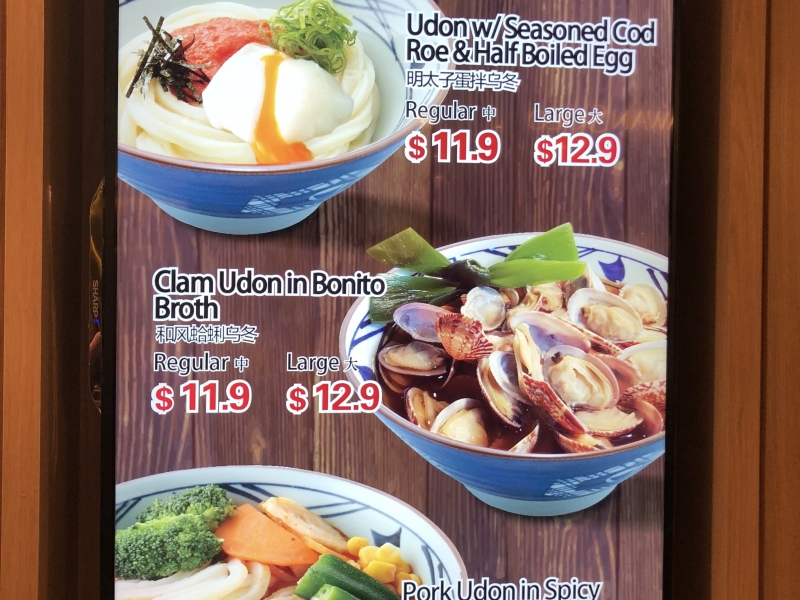 Udon w/ Seasoned Cod
Roe & Half Boiled Egg
明太子蛋拌乌冬
Regular 中 Large 大
$ 11.9 $12.9
Clam Udon in Bonito
Broth
和风蛤蜊乌冬
Regular 中 Large 大
$ 11.9 $ 12.9
SHARP
Pork Udon in Spicy